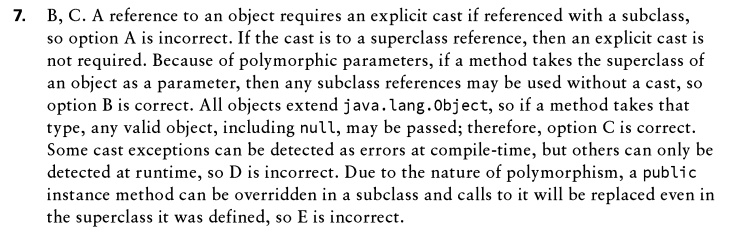 7. B, C. A reference to an object requires an explicit cast if referenced with a subclass,
so option A is incorrect. If the cast is to a superclass reference, then an explicit cast is
not required. Because of polymorphic parameters, if a method takes the superclass of
an object as a parameter, then any subclass references may be used without a cast, so
option B is correct. All objects extend java.lang.Object, so if a method takes that
type, any valid object, including null, may be passed; therefore, option C is correct.
Some cast exceptions can be detected as errors at compile-time, but others can only be
detected at runtime, so D is incorrect. Due to the nature of polymorphism, a public
instance method can be overridden in a subclass and calls to it will be replaced even in
the superclass it was defined, so E is incorrect.